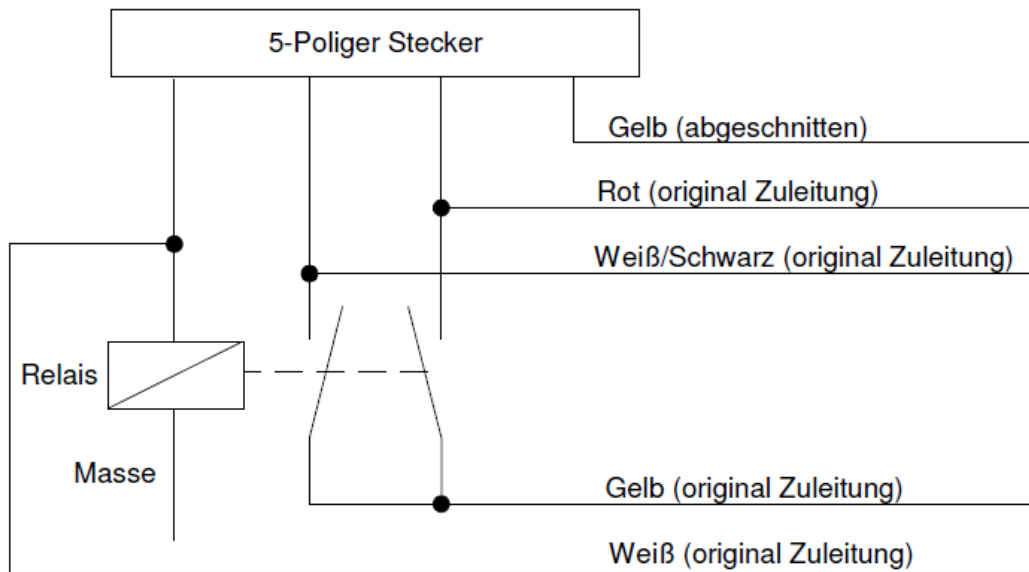 5-Poliger Stecker
Gelb (abgeschnitten)
Rot (original Zuleitung)
Weiß/Schwarz (original Zuleitung)
Relais
Masse
Gelb (original Zuleitung)
Weiß (original Zuleitung)